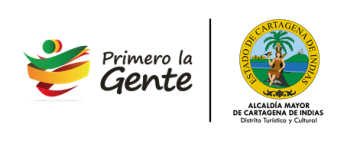 Primero la
Gente
ESTADO DE CARTAGENA DE INDIAS
ALCALDÍA MAYOR
DE CARTAGENA DE INDIAS
Distrito Turístico y Cultural